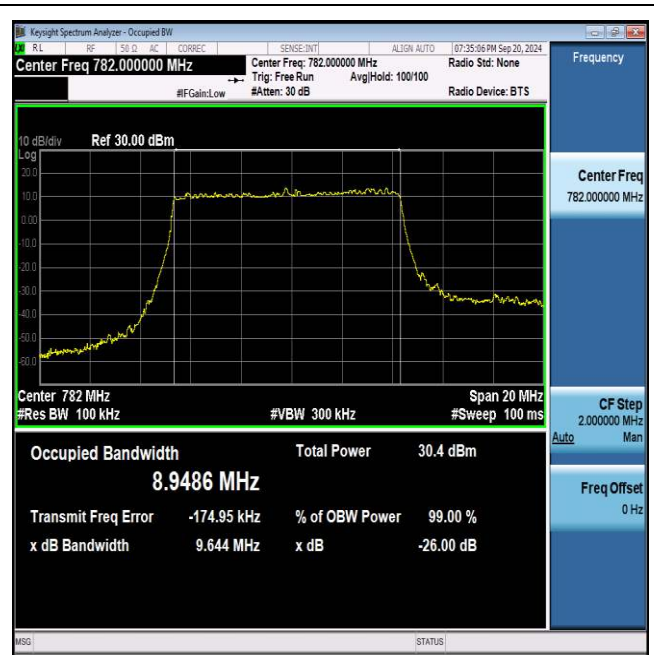 Keysight Spectrum Analyzer - Occupied BW
LXI RL RF 50 Ω AC CORREC SENSE:INT ALIGN AUTO 07:35:06 PM Sep 20, 2024
Center Freq 782.000000 MHz
Center Freq: 782.000000 MHz Radio Std: None
Trig: Free Run Avg|Hold: 100/100
#IFGain:Low #Atten: 30 dB Radio Device: BTS
Frequency
10 dB/div Ref 30.00 dBm
Log
20.0
10.0
0.00
-10.0
-20.0
-30.0
-40.0
-50.0
-60.0
Center 782 MHz Span 20 MHz
#Res BW 100 kHz #VBW 300 kHz #Sweep 100 ms
Center Freq
782.000000 MHz
CF Step
2.000000 MHz
Auto Man
Freq Offset
0 Hz
Occupied Bandwidth Total Power 30.4 dBm
8.9486 MHz
Transmit Freq Error -174.95 kHz % of OBW Power 99.00 %
x dB Bandwidth 9.644 MHz x dB -26.00 dB
MSG STATUS